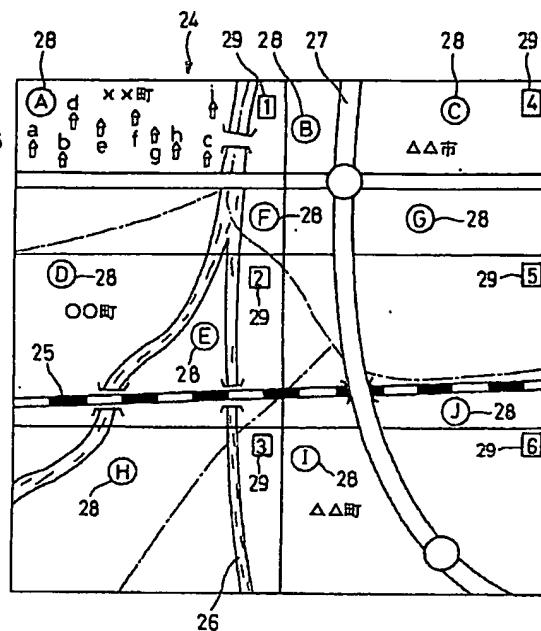 24
28 29 28 27 28 29
A ××町 i 1 B C 4
d
a b e f g h c
△△市
F 28 G 28
D 28 2 29 29 5
○○町
E 28
25
J 28
3 29 I 28 29 6
H 28
△△町
26